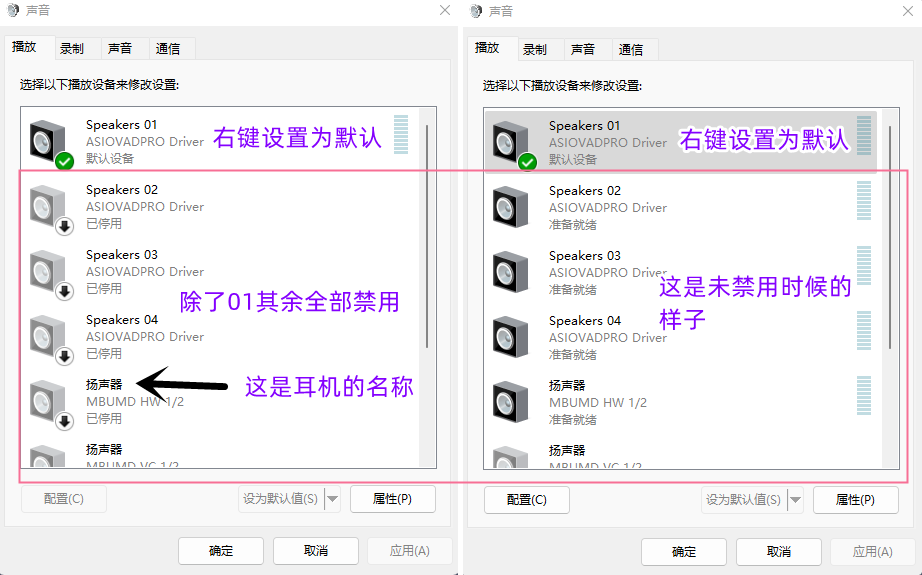 声音
播放 录制 声音 通信
选择以下播放设备来修改设置:
Speakers 01
ASIOVADPRO Driver
默认设备
右键设置为默认
Speakers 02
ASIOVADPRO Driver
已停用
Speakers 03
ASIOVADPRO Driver
已停用
除了01其余全部禁用
Speakers 04
ASIOVADPRO Driver
已停用
扬声器
MBUMD HW 1/2
已停用
这是耳机的名称
扬声器
MBUMD VC 1/2
配置(C) 设为默认值(S) 属性(P)
确定 取消 应用(A)
声音
播放 录制 声音 通信
选择以下播放设备来修改设置:
Speakers 01
ASIOVADPRO Driver
默认设备
右键设置为默认
Speakers 02
ASIOVADPRO Driver
准备就绪
Speakers 03
ASIOVADPRO Driver
准备就绪
这是未禁用时候的
样子
Speakers 04
ASIOVADPRO Driver
准备就绪
扬声器
MBUMD HW 1/2
准备就绪
扬声器
MBUMD VC 1/2
配置(C) 设为默认值(S) 属性(P)
确定 取消 应用(A)